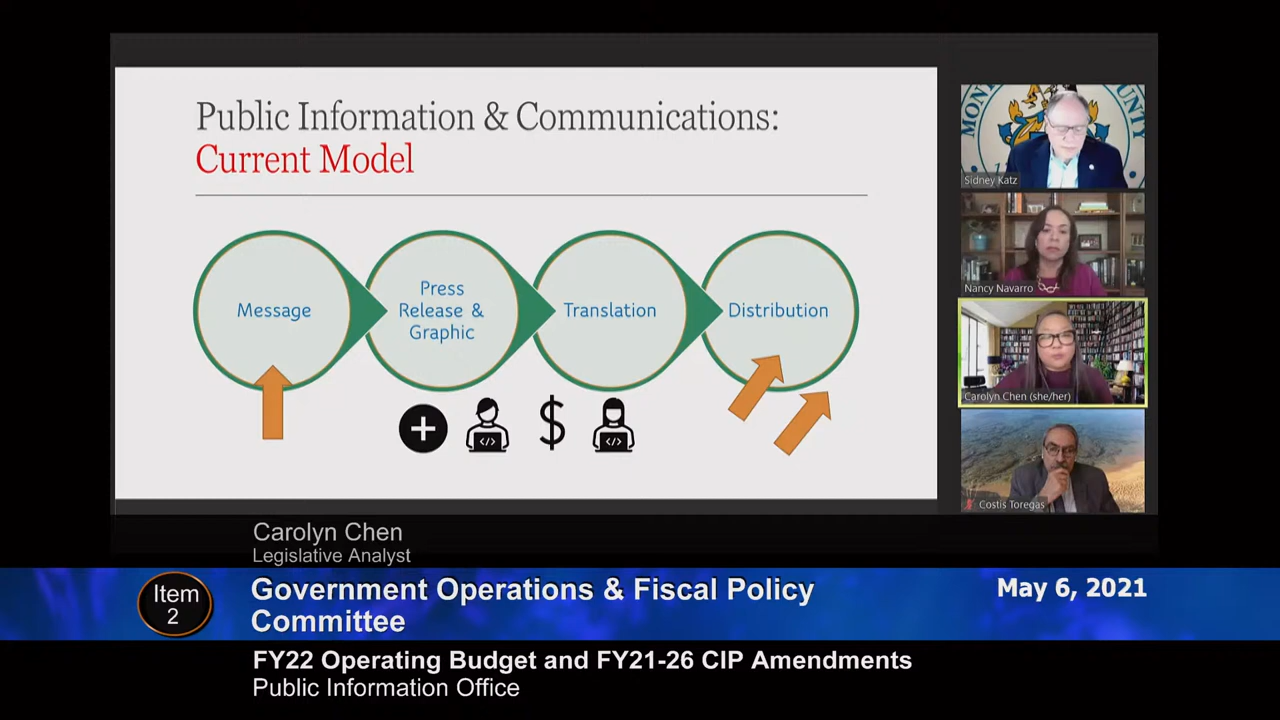 Public Information & Communications:
Current Model
Message
Press
Release &
Graphic
Translation
Distribution
$
Sidney Katz
Nancy Navarro
Carolyn Chen (she/her)
Costis Toregas
Carolyn Chen
Legislative Analyst
Item
2
Government Operations & Fiscal Policy
Committee
May 6, 2021
FY22 Operating Budget and FY21-26 CIP Amendments
Public Information Office